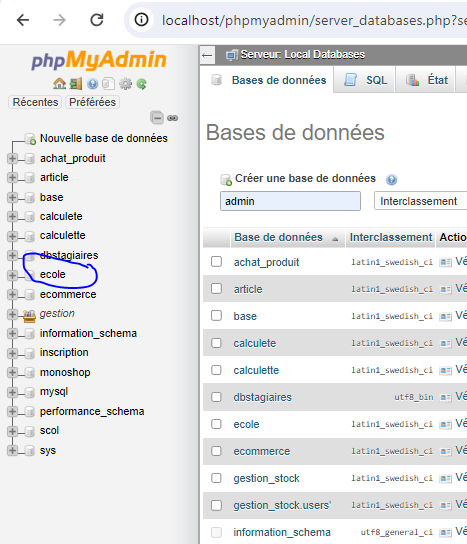 localhost/phpmyadmin/server_databases.php?se
phpMyAdmin
Récentes Préférées
Nouvelle base de données
achat_produit
article
base
calculete
calculette
dbstagiaires
ecole
ecommerce
gestion
information_schema
inscription
monoshop
mysql
performance_schema
scol
sys
Serveur: Local Databases
Bases de données SQL État
Bases de données
Créer une base de données
admin Interclassement
Base de données Interclassement Actio
achat_produit latin1_swedish_ci Vé
article latin1_swedish_ci Vé
base latin1_swedish_ci Vé
calculete latin1_swedish_ci Vé
calculette latin1_swedish_ci Vé
dbstagiaires utf8_bin Vé
ecole latin1_swedish_ci Vé
ecommerce latin1_swedish_ci Vé
gestion_stock latin1_swedish_ci Vé
gestion_stock.users' latin1_swedish_ci Vé
information_schema utf8_general_ci Vé